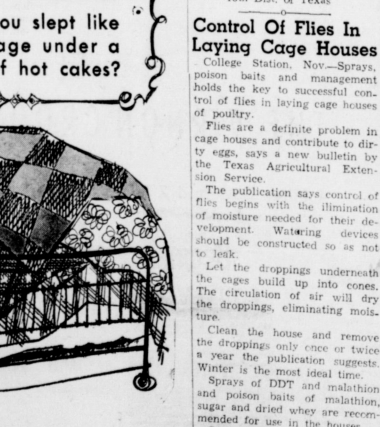 ou slept like
age under a
f hot cakes?
Dist. of Texas
Control Of Flies In
Laying Cage Houses
College Station, Nov.—Sprays,
poison baits and management
holds the key to successful con-
trol of flies in laying cage houses
of poultry.
Flies are a definite problem in
cage houses and contribute to dir-
ty eggs, says a new bulletin by
the Texas Agricultural Exten-
sion Service.
The publication says control of
flies begins with the ilimination
of moisture needed for their de-
velopment. Watering devices
should be constructed so as not
to leak.
Let the droppings underneath
the cages build up into cones.
The circulation of air will dry
the droppings, eliminating mois-
ture.
Clean the house and remove
the droppings only once or twice
a year the publication suggests.
Winter is the most ideal time.
Sprays of DDT and malathion
and poison baits of malathion,
sugar and dried whey are recom-
mended for use in the houses